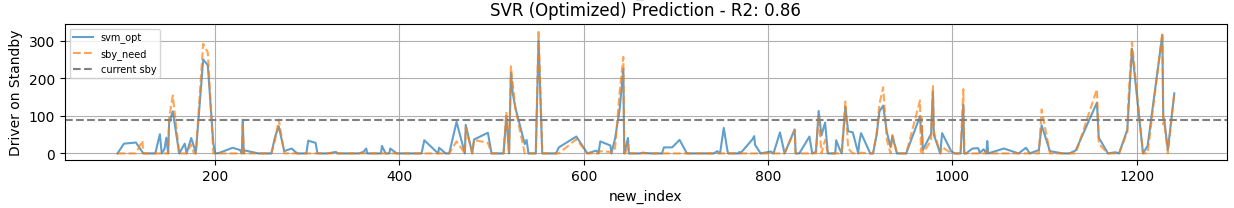 SVR (Optimized) Prediction - R2: 0.86
Driver on Standby
300
200
100
0
svm_opt
sby_need
current sby
200
400
600
800
1000
1200
new_index